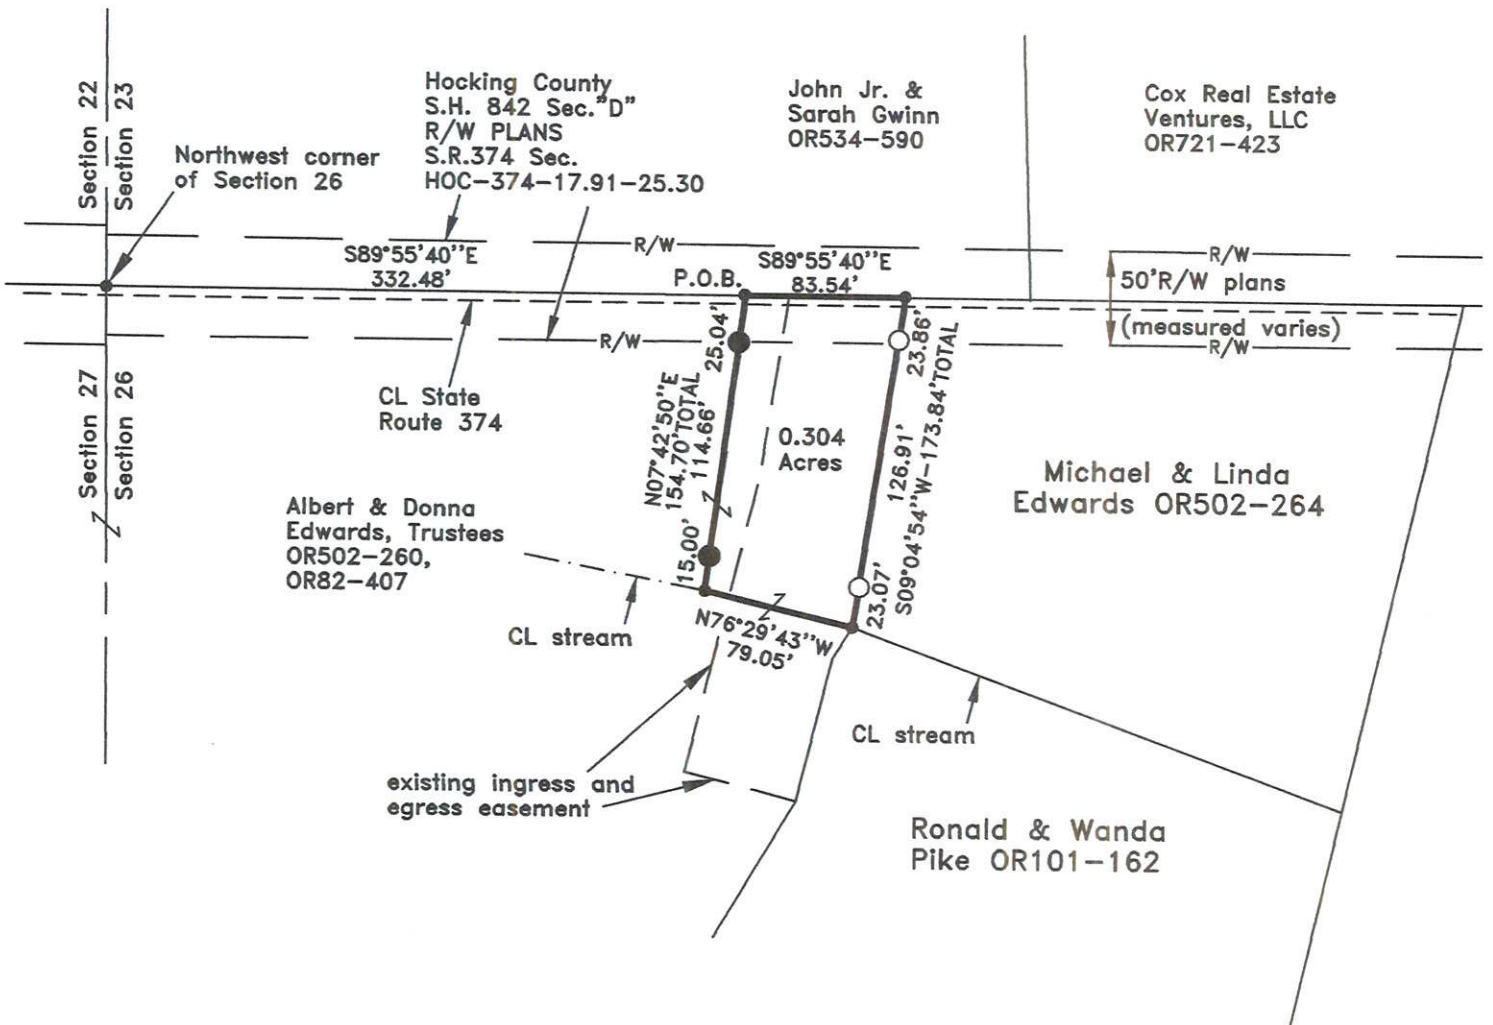 Section 22
Section 23
Northwest corner
of Section 26
Hocking County
S.H. 842 Sec."D"
R/W PLANS
S.R.374 Sec.
HOC-374-17.91-25.30
John Jr. &
Sarah Gwinn
OR534-590
Cox Real Estate
Ventures, LLC
OR721-423
S89°55'40''E
332.48'
R/W
P.O.B.
S89°55'40''E
83.54'
R/W
50'R/W plans
(measured varies)
R/W
R/W
25.04'
23.86'
CL State
Route 374
Section 27
Section 26
N07°42'50''E
154.70'TOTAL
114.66'
15.00'
0.304
Acres
126.91'
S09°04'54''W-173.84'TOTAL
23.07'
Michael & Linda
Edwards OR502-264
Albert & Donna
Edwards, Trustees
OR502-260,
OR82-407
CL stream
N76°29'43''W
79.05'
CL stream
existing ingress and
egress easement
Ronald & Wanda
Pike OR101-162